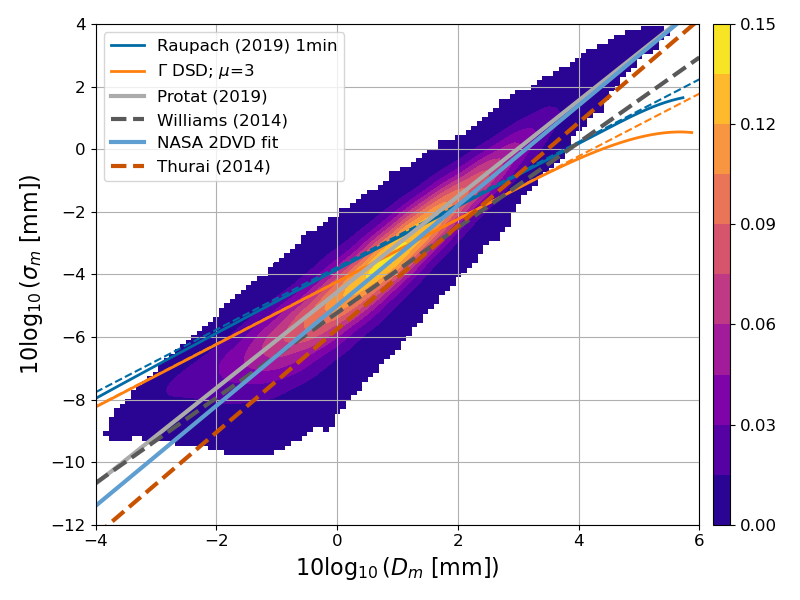 4
2
0
−2
−4
−6
−8
−10
−12
10log₁₀(σₘ [mm])
Raupach (2019) 1min
Γ DSD; μ=3
Protat (2019)
Williams (2014)
NASA 2DVD fit
Thurai (2014)
−4
−2
0
2
4
6
10log₁₀(Dₘ [mm])
0.15
0.12
0.09
0.06
0.03
0.00